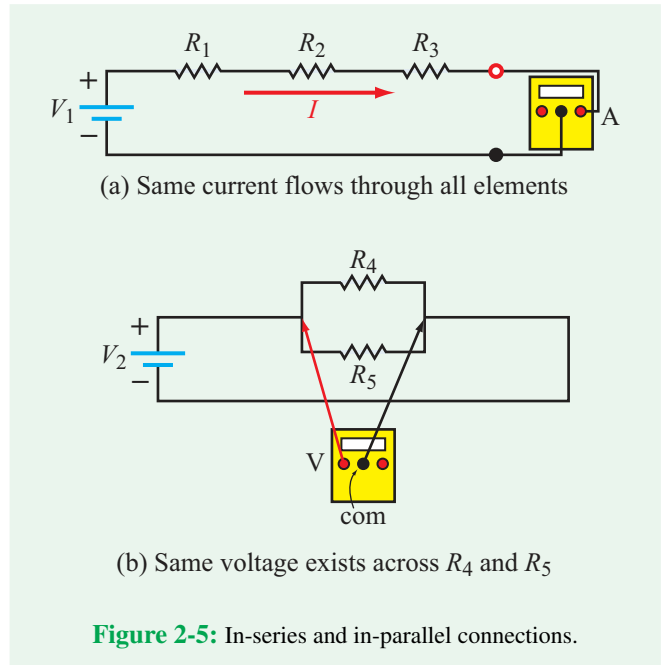 R1 R2 R3
+
V1
I
A
−
(a) Same current flows through all elements
R4
+
V2
R5
−
V
com
(b) Same voltage exists across R4 and R5
Figure 2-5: In-series and in-parallel connections.